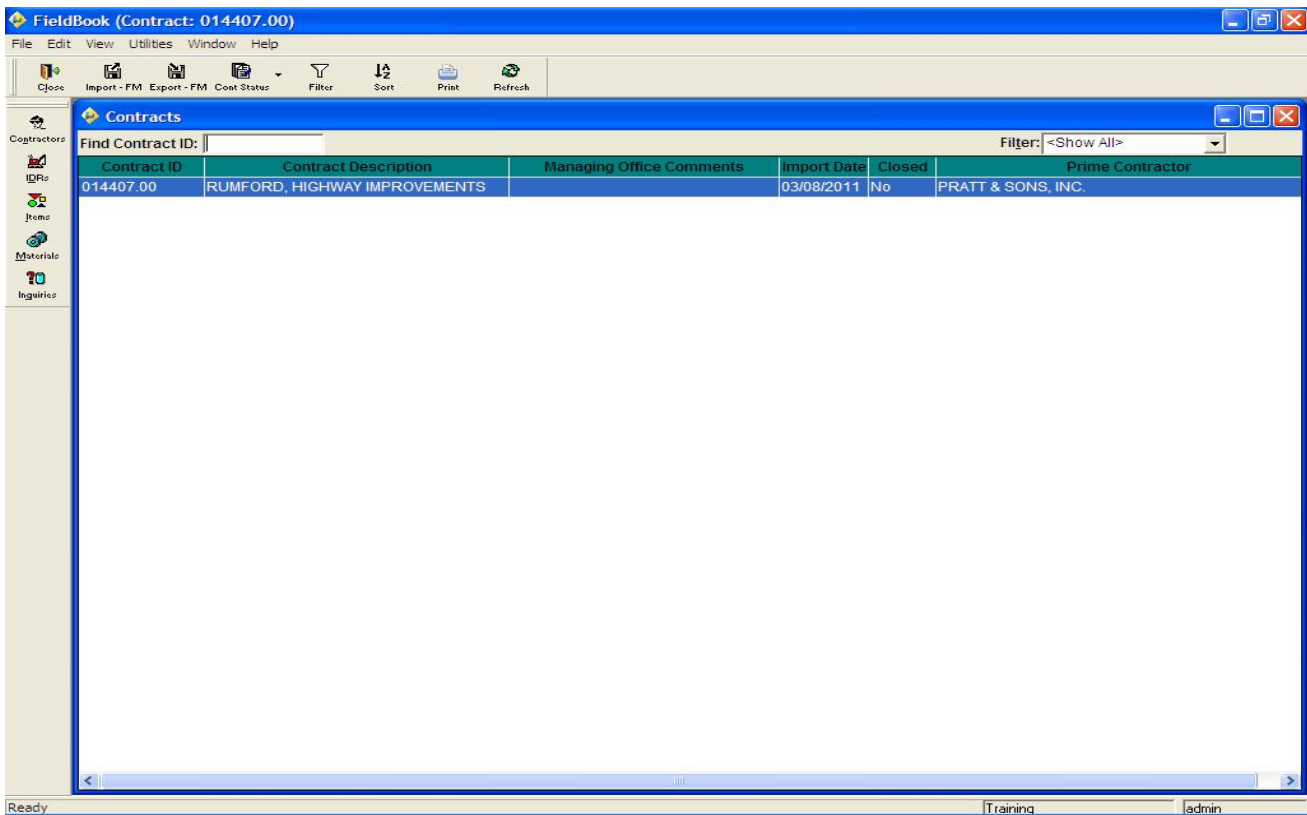 FieldBook (Contract: 014407.00)
File Edit View Utilities Window Help
Close Import - FM Export - FM Cont Status Filter Sort Print Refresh
Contracts
Contractors
IDRs
Items
Materials
Inquiries
Find Contract ID: Filter: <Show All>
Contract ID Contract Description Managing Office Comments Import Date Closed Prime Contractor
014407.00 RUMFORD, HIGHWAY IMPROVEMENTS 03/08/2011 No PRATT & SONS, INC.
Ready Training admin